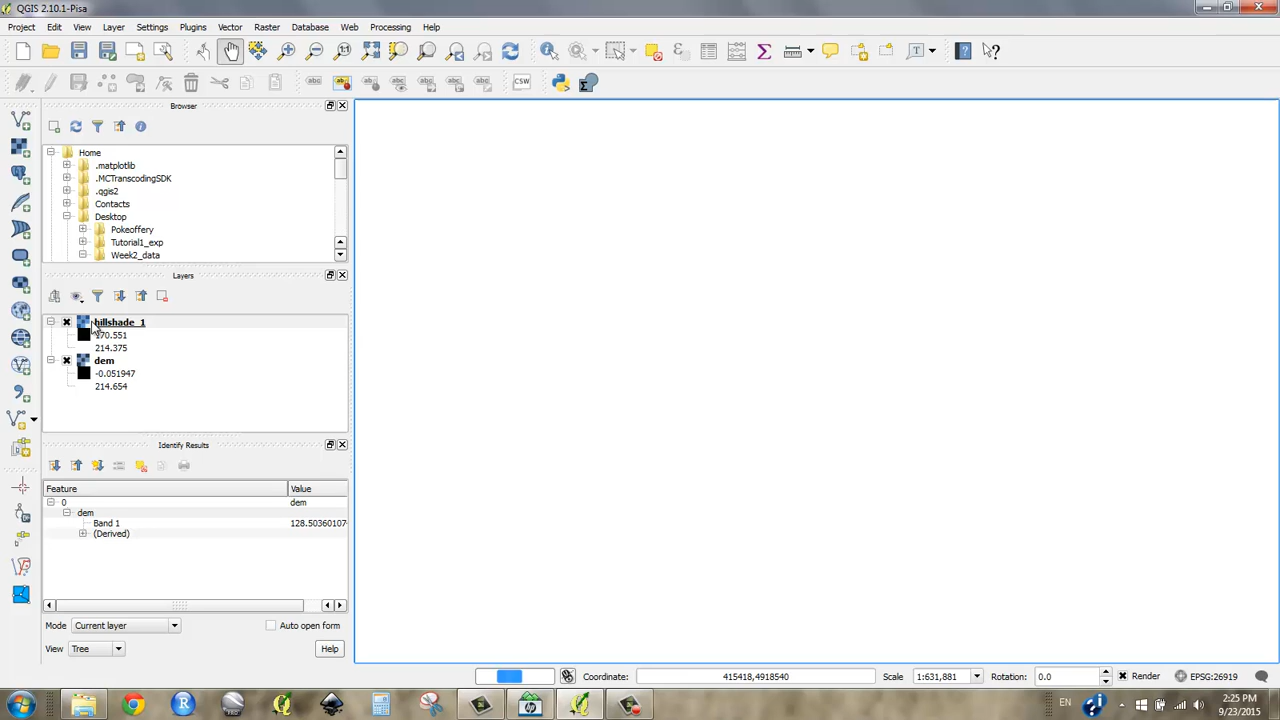 QGIS 2.10.1-Pisa
Project Edit View Layer Settings Plugins Vector Raster Database Web Processing Help
CSW
Browser
Home
.matplotlib
.MCTranscodingSDK
.qgis2
Contacts
Desktop
Pokeoffery
Tutorial1_exp
Week2_data
Layers
hillshade_1
170.551
214.375
dem
-0.051947
214.654
Identify Results
Feature Value
0 dem
dem
Band 1 128.50360107
(Derived)
Mode Current layer Auto open form
View Tree Help
Coordinate: 415418,4918540 Scale 1:631,881 Rotation: 0.0 Render EPSG:26919
EN 2:25 PM
9/23/2015